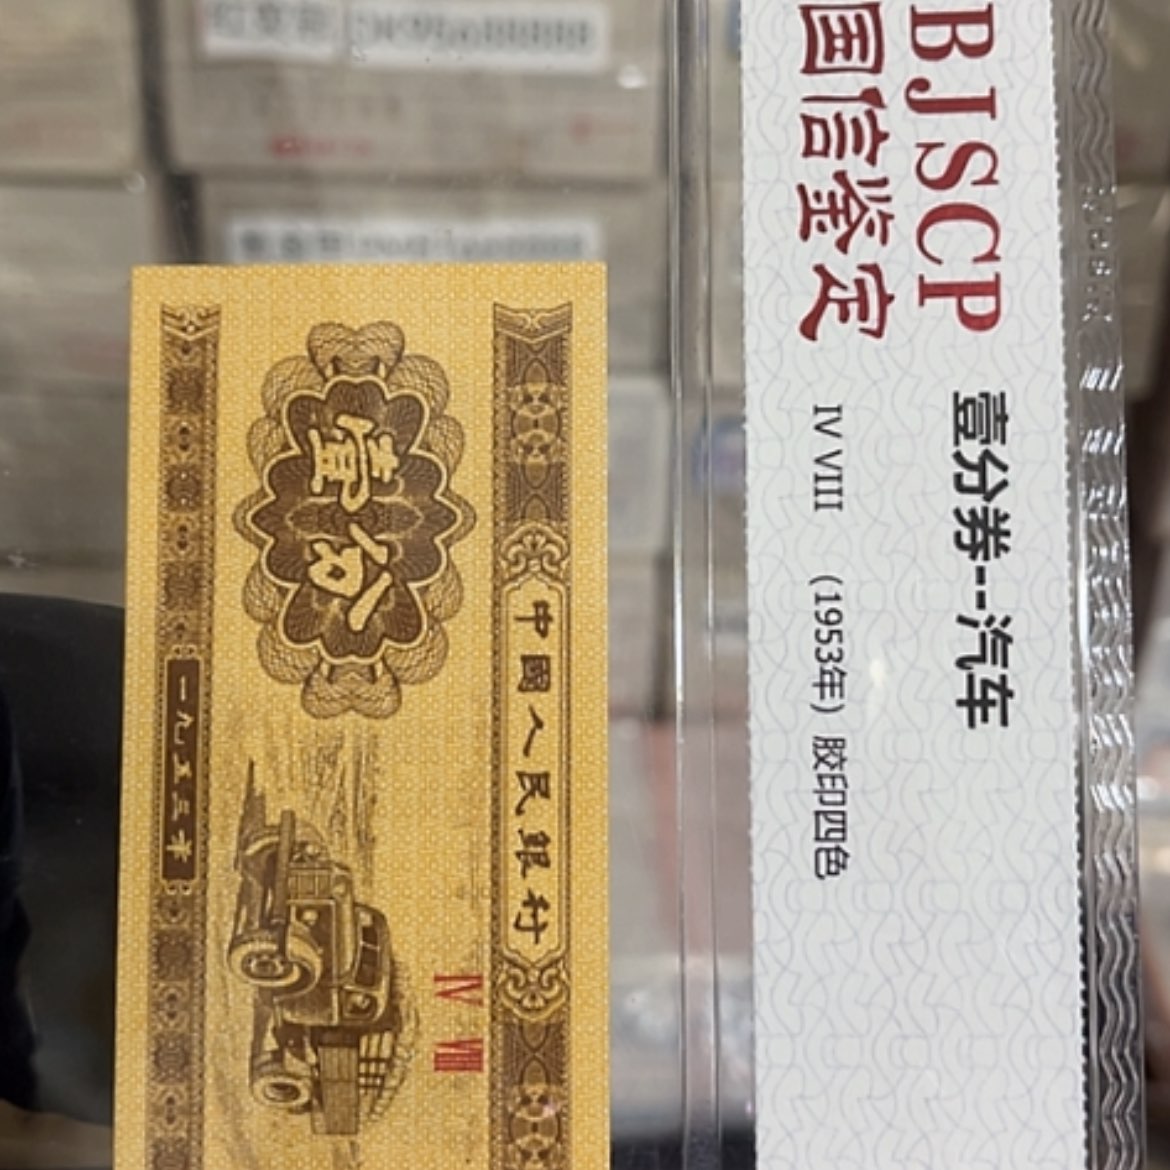 BJSCP
国信鉴定
壹分券--汽车
IV VIII (1953年) 胶印四色
中國人民銀行
壹分
IV VIII
一九五三年